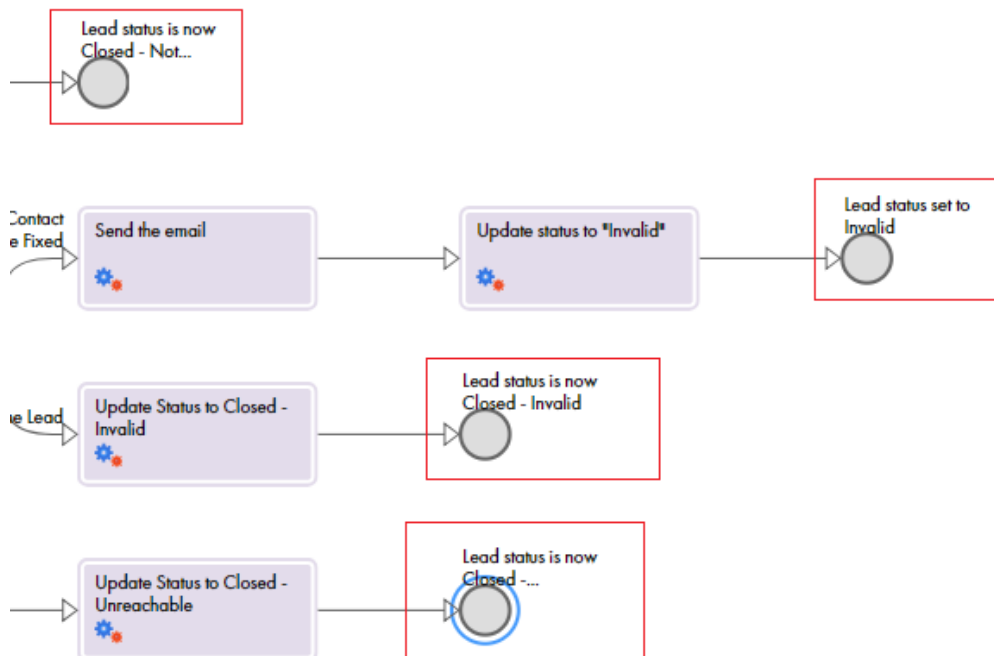 Lead status is now
Closed - Not...
Contact
e Fixed
Send the email
Update status to "Invalid"
Lead status set to
Invalid
Lead
Update Status to Closed -
Invalid
Lead status is now
Closed - Invalid
Update Status to Closed -
Unreachable
Lead status is now
Closed -...